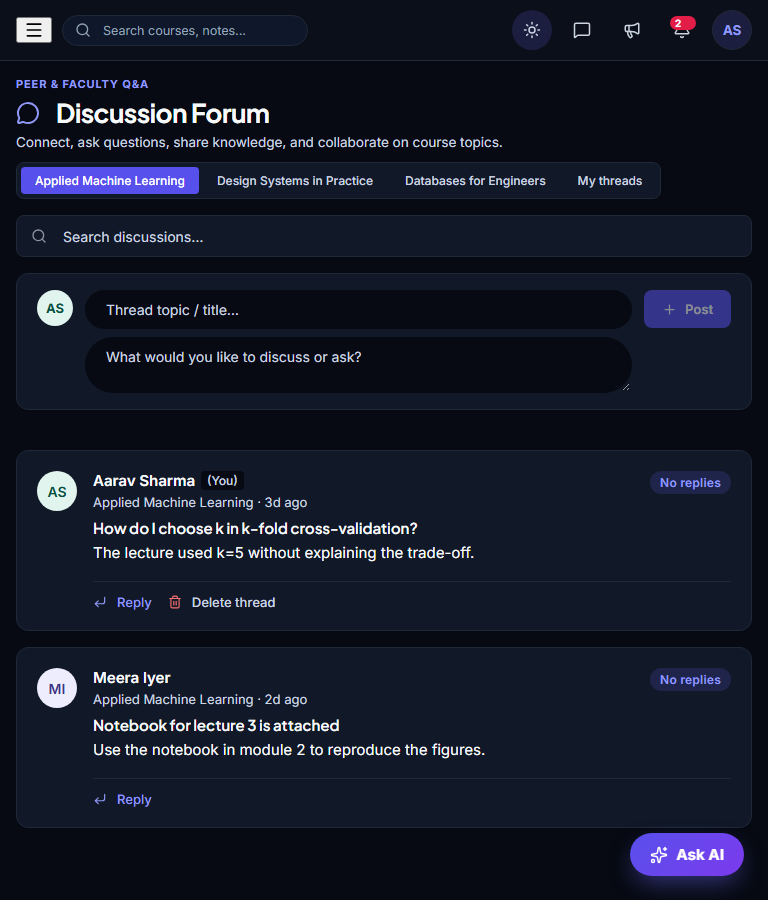 Search courses, notes...
2
AS
PEER & FACULTY Q&A
Discussion Forum
Connect, ask questions, share knowledge, and collaborate on course topics.
Applied Machine Learning Design Systems in Practice Databases for Engineers My threads
Search discussions...
AS
Thread topic / title...
Post
What would you like to discuss or ask?
AS
Aarav Sharma (You)
No replies
Applied Machine Learning · 3d ago
How do I choose k in k-fold cross-validation?
The lecture used k=5 without explaining the trade-off.
Reply Delete thread
MI
Meera Iyer
No replies
Applied Machine Learning · 2d ago
Notebook for lecture 3 is attached
Use the notebook in module 2 to reproduce the figures.
Reply
Ask AI